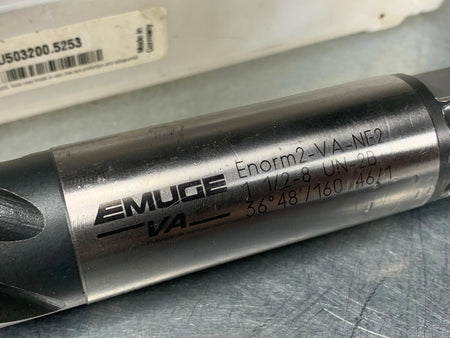 U503200.5253
Made in
Germany
EMUGE
VA
Enorm2-VA-NE2
1 1/2-8 UN-2B
36°48'/160/46/1